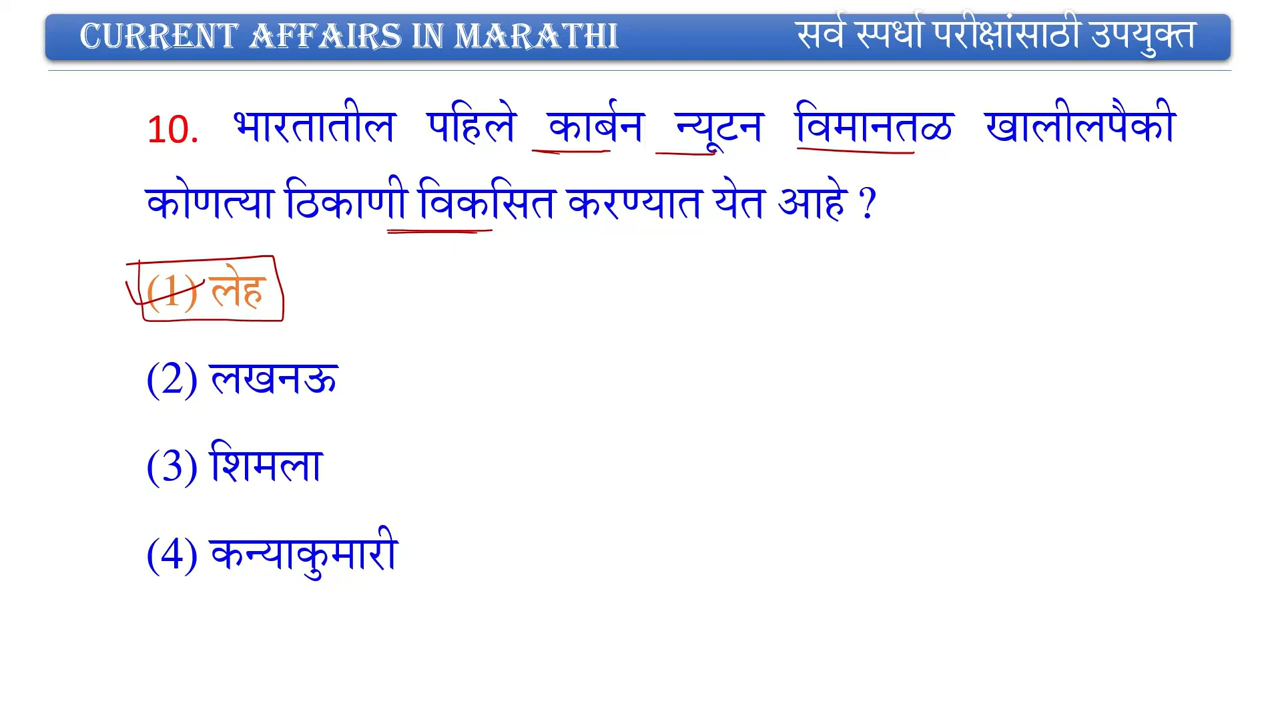 CURRENT AFFAIRS IN MARATHI
सर्व स्पर्धा परीक्षांसाठी उपयुक्त
10. भारतातील पहिले कार्बन न्यूटन विमानतळ खालीलपैकी
कोणत्या ठिकाणी विकसित करण्यात येत आहे ?
(1) लेह
(2) लखनऊ
(3) शिमला
(4) कन्याकुमारी